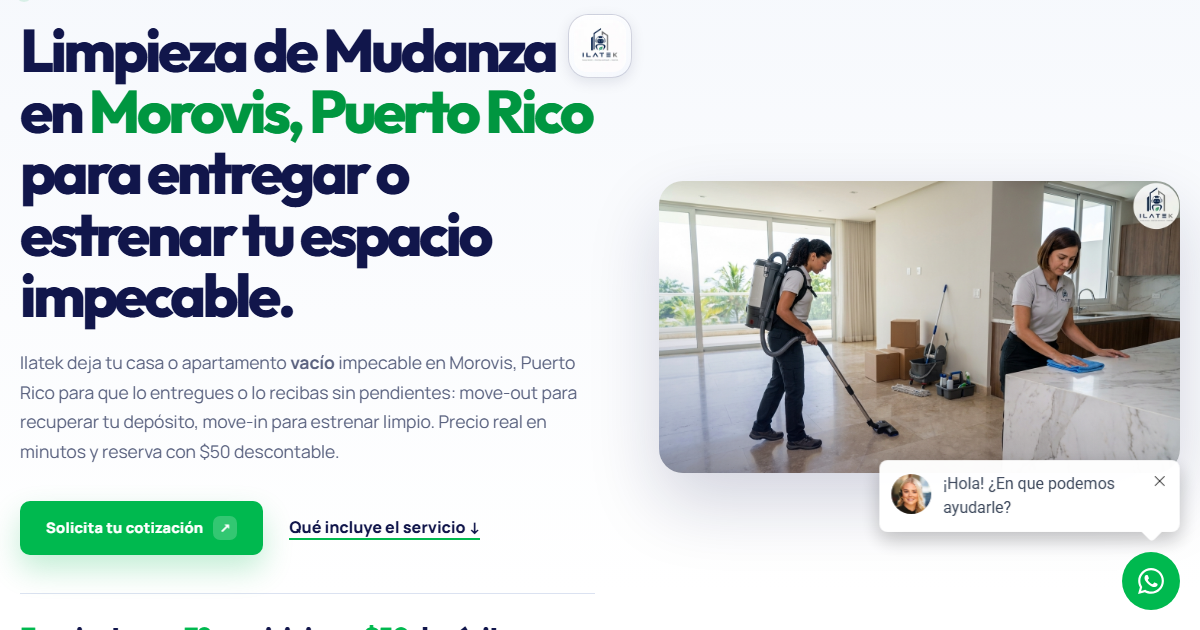 Limpieza de Mudanza
en Morovis, Puerto Rico
para entregar o
estrenar tu espacio
impecable.
ILATEK
ILATEK
Ilatek deja tu casa o apartamento vacío impecable en Morovis, Puerto
Rico para que lo entregues o lo recibas sin pendientes: move-out para
recuperar tu depósito, move-in para estrenar limpio. Precio real en
minutos y reserva con $50 descontable.
Solicita tu cotización ↗
Qué incluye el servicio ↓
¡Hola! ¿En que podemos
ayudarle?